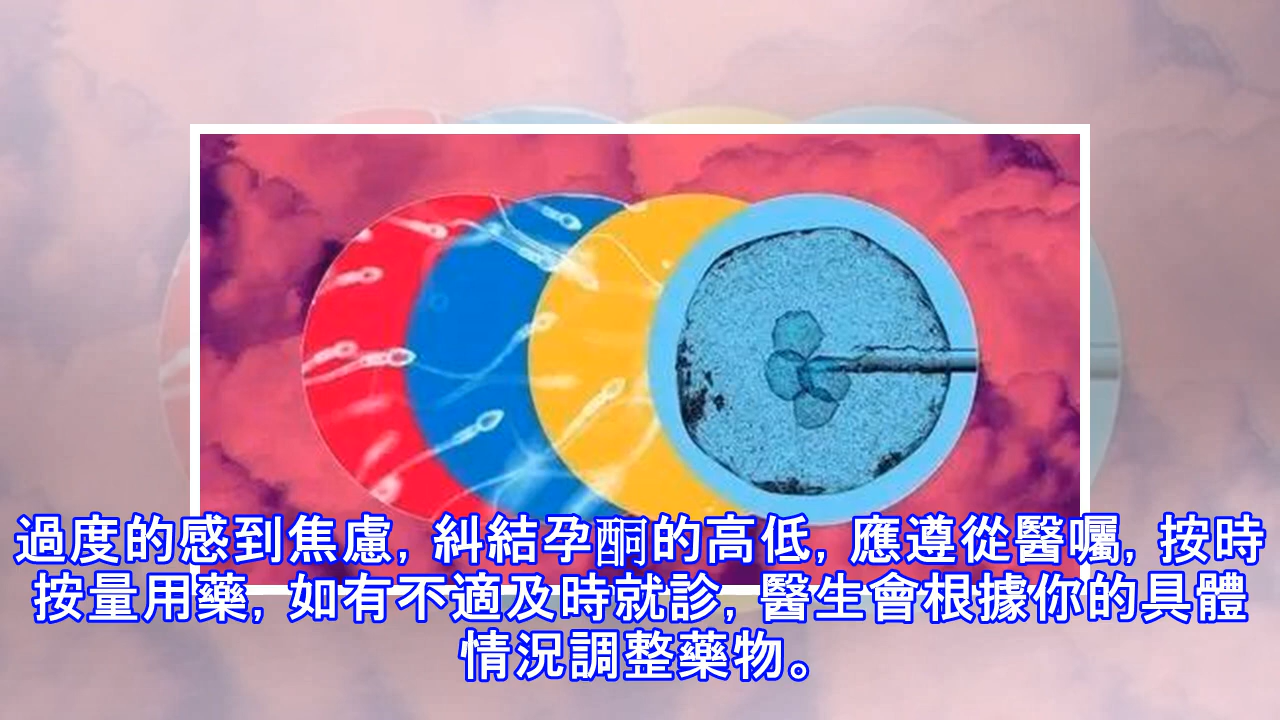 過度的感到焦慮, 糾結孕酮的高低, 應遵從醫囑, 按時
按量用藥, 如有不適及時就診, 醫生會根據你的具體
情況調整藥物。